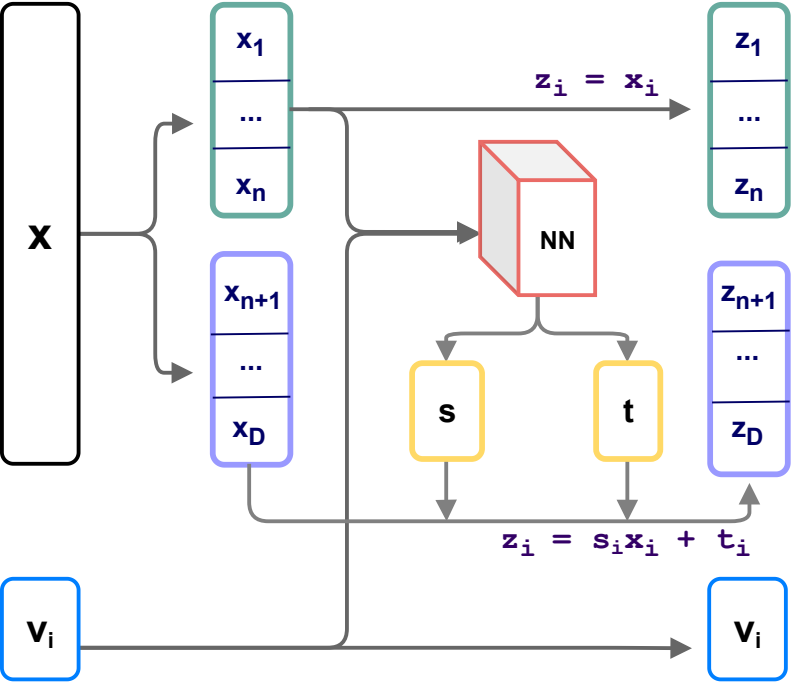 x
x1
...
xn
xn+1
...
xD
zi = xi
NN
s
t
zi = sixi + ti
z1
...
zn
zn+1
...
zD
vi
vi